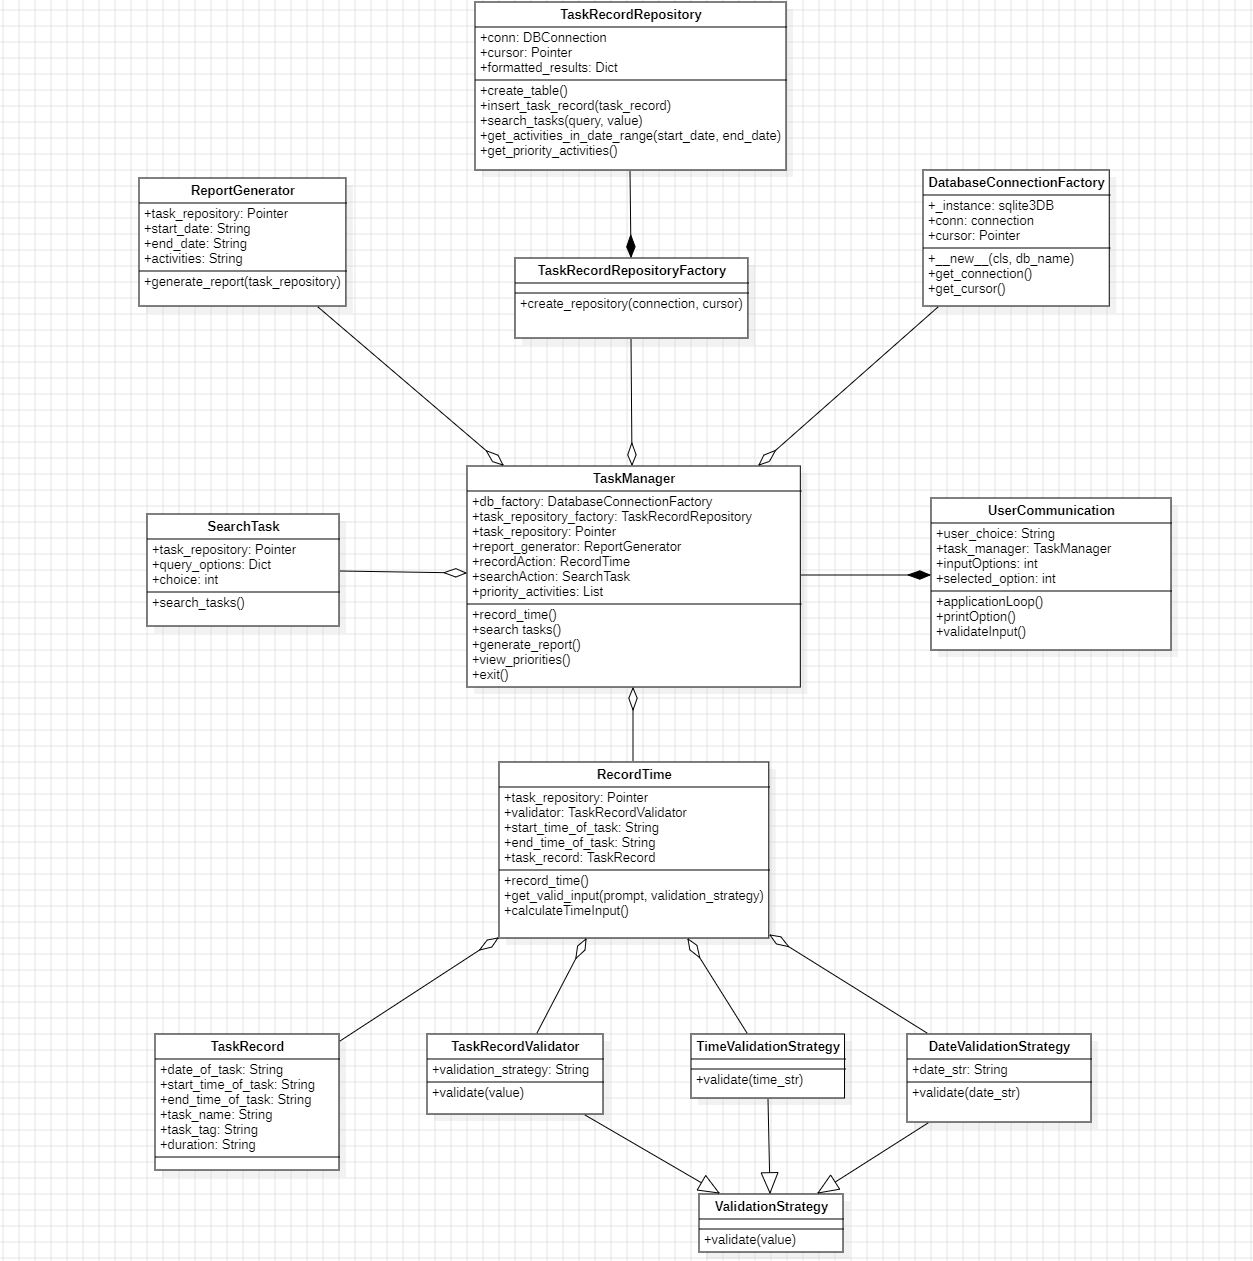 TaskRecordRepository
+conn: DBConnection
+cursor: Pointer
+formatted_results: Dict
+create_table()
+insert_task_record(task_record)
+search_tasks(query, value)
+get_activities_in_date_range(start_date, end_date)
+get_priority_activities()
ReportGenerator
+task_repository: Pointer
+start_date: String
+end_date: String
+activities: String
+generate_report(task_repository)
TaskRecordRepositoryFactory
+create_repository(connection, cursor)
DatabaseConnectionFactory
+_instance: sqlite3DB
+conn: connection
+cursor: Pointer
+__new__(cls, db_name)
+get_connection()
+get_cursor()
SearchTask
+task_repository: Pointer
+query_options: Dict
+choice: int
+search_tasks()
TaskManager
+db_factory: DatabaseConnectionFactory
+task_repository_factory: TaskRecordRepository
+task_repository: Pointer
+report_generator: ReportGenerator
+recordAction: RecordTime
+searchAction: SearchTask
+priority_activities: List
+record_time()
+search tasks()
+generate_report()
+view_priorities()
+exit()
UserCommunication
+user_choice: String
+task_manager: TaskManager
+inputOptions: int
+selected_option: int
+applicationLoop()
+printOption()
+validateInput()
RecordTime
+task_repository: Pointer
+validator: TaskRecordValidator
+start_time_of_task: String
+end_time_of_task: String
+task_record: TaskRecord
+record_time()
+get_valid_input(prompt, validation_strategy)
+calculateTimeInput()
TaskRecord
+date_of_task: String
+start_time_of_task: String
+end_time_of_task: String
+task_name: String
+task_tag: String
+duration: String
TaskRecordValidator
+validation_strategy: String
+validate(value)
TimeValidationStrategy
+validate(time_str)
DateValidationStrategy
+date_str: String
+validate(date_str)
ValidationStrategy
+validate(value)